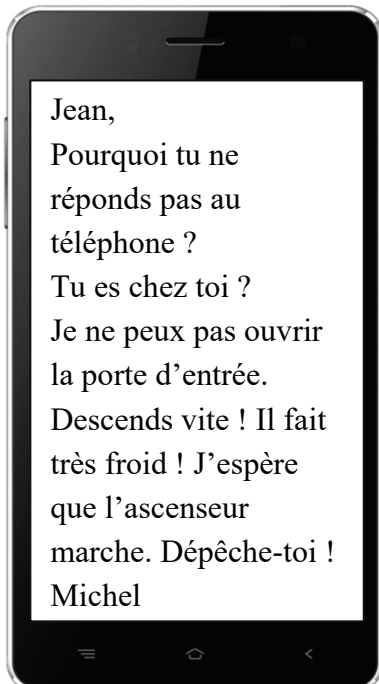 Jean,
Pourquoi tu ne
réponds pas au
téléphone ?
Tu es chez toi ?
Je ne peux pas ouvrir
la porte d’entrée.
Descends vite ! Il fait
très froid ! J’espère
que l’ascenseur
marche. Dépêche-toi !
Michel